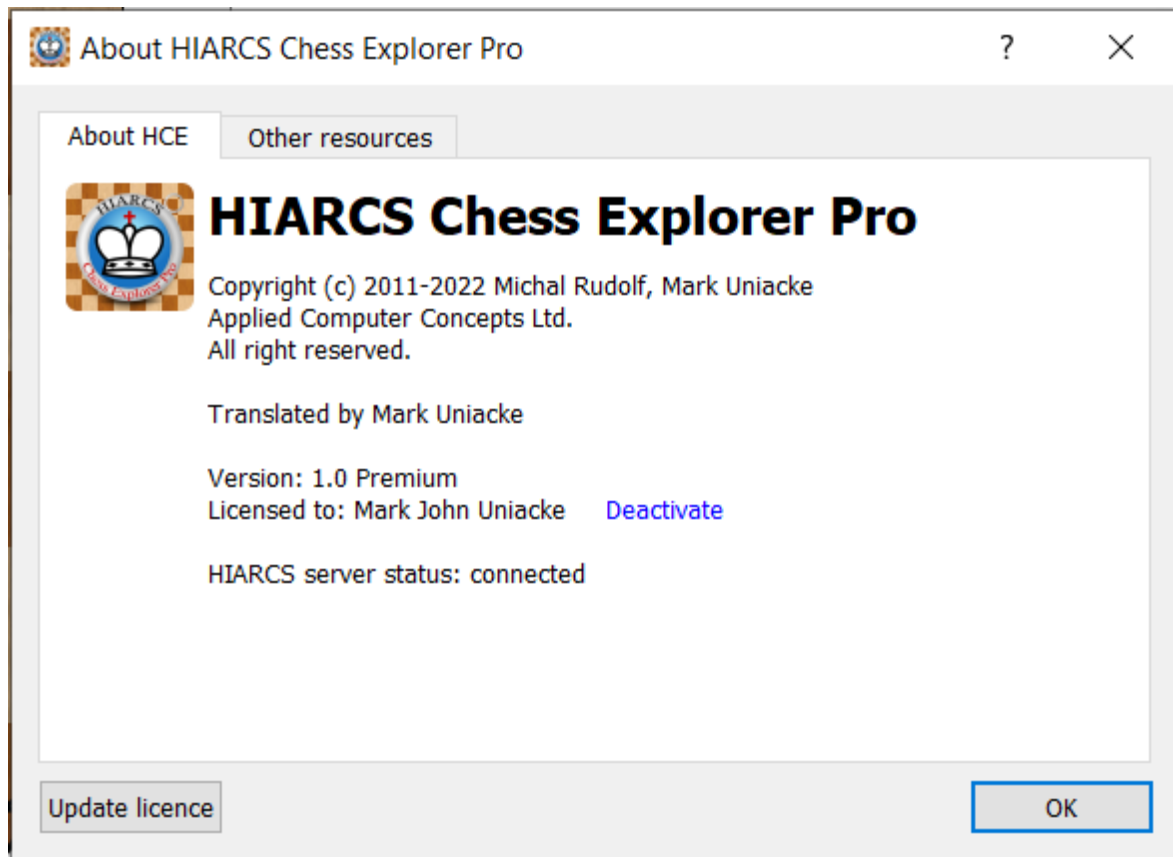 About HIARCS Chess Explorer Pro
?
About HCE
Other resources
HIARCS
Chess Explorer Pro
HIARCS Chess Explorer Pro
Copyright (c) 2011-2022 Michal Rudolf, Mark Uniacke
Applied Computer Concepts Ltd.
All right reserved.
Translated by Mark Uniacke
Version: 1.0 Premium
Licensed to: Mark John Uniacke Deactivate
HIARCS server status: connected
Update licence
OK